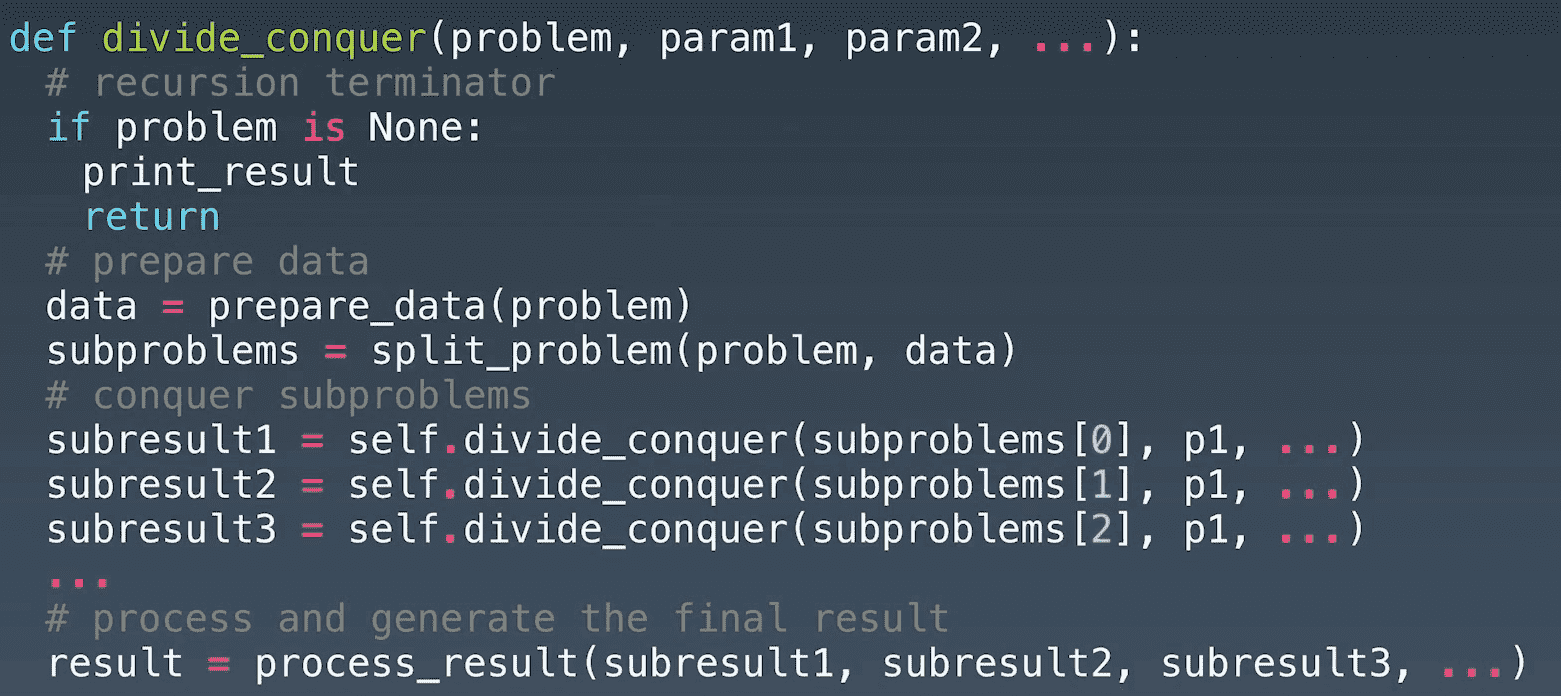 def divide_conquer(problem, param1, param2, ...):
  # recursion terminator
  if problem is None:
    print_result
    return
  # prepare data
  data = prepare_data(problem)
  subproblems = split_problem(problem, data)
  # conquer subproblems
  subresult1 = self.divide_conquer(subproblems[0], p1, ...)
  subresult2 = self.divide_conquer(subproblems[1], p1, ...)
  subresult3 = self.divide_conquer(subproblems[2], p1, ...)
  ...
  # process and generate the final result
  result = process_result(subresult1, subresult2, subresult3, ...)